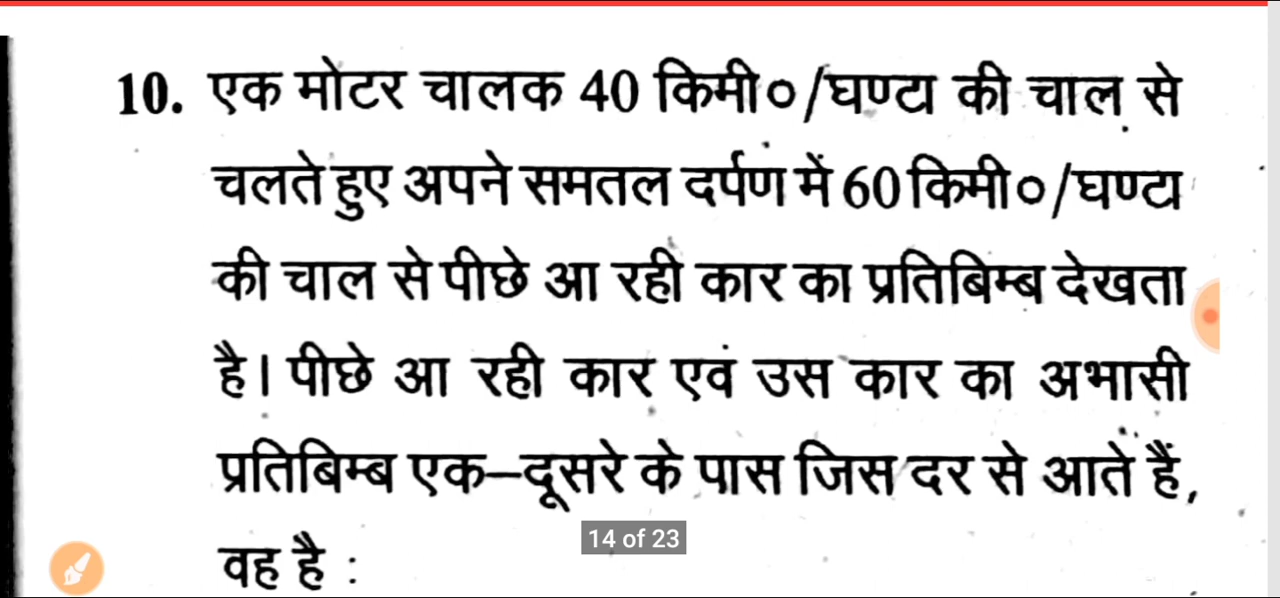 10. एक मोटर चालक 40 किमी०/घण्टा की चाल से
चलते हुए अपने समतल दर्पण में 60 किमी०/घण्टा
की चाल से पीछे आ रही कार का प्रतिबिम्ब देखता
है। पीछे आ रही कार एवं उस कार का अभासी
प्रतिबिम्ब एक–दूसरे के पास जिस दर से आते हैं,
14 of 23
वह है :